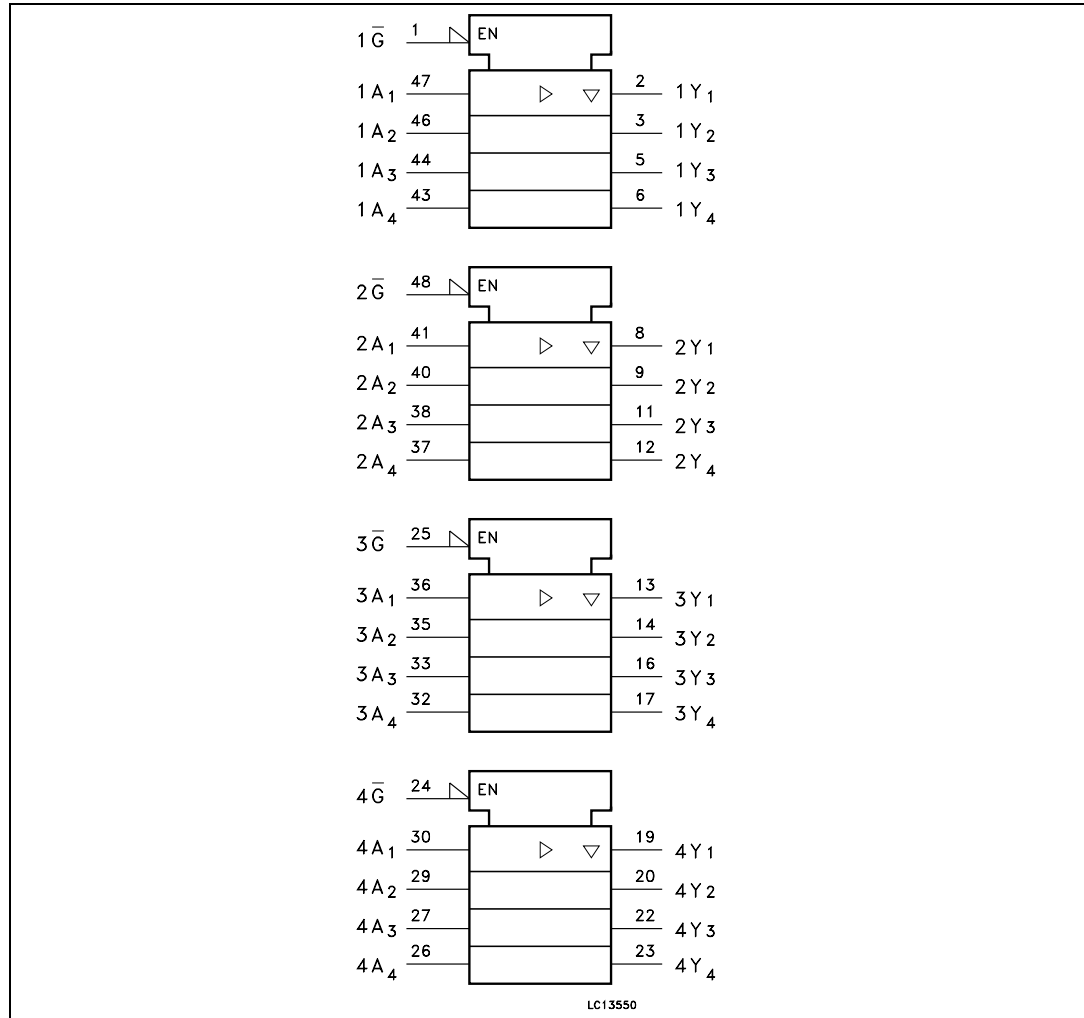 1G̅ 1 EN
1A1 47 2 1Y1
1A2 46 3 1Y2
1A3 44 5 1Y3
1A4 43 6 1Y4
2G̅ 48 EN
2A1 41 8 2Y1
2A2 40 9 2Y2
2A3 38 11 2Y3
2A4 37 12 2Y4
3G̅ 25 EN
3A1 36 13 3Y1
3A2 35 14 3Y2
3A3 33 16 3Y3
3A4 32 17 3Y4
4G̅ 24 EN
4A1 30 19 4Y1
4A2 29 20 4Y2
4A3 27 22 4Y3
4A4 26 23 4Y4
LC13550